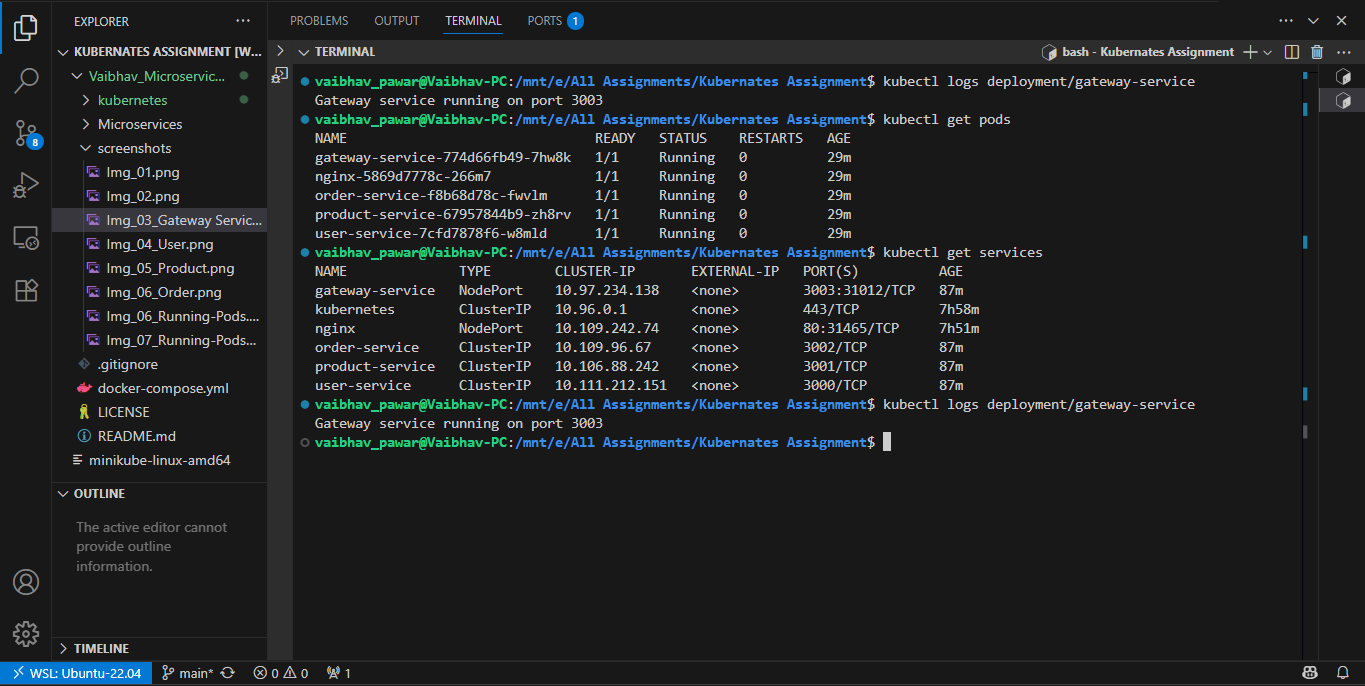 EXPLORER ···
KUBERNATES ASSIGNMENT [W...
Vaibhav_Microservic...
kubernetes
Microservices
screenshots
Img_01.png
Img_02.png
Img_03_Gateway Servic...
Img_04_User.png
Img_05_Product.png
Img_06_Order.png
Img_06_Running-Pods....
Img_07_Running-Pods...
.gitignore
docker-compose.yml
LICENSE
README.md
minikube-linux-amd64
OUTLINE
The active editor cannot
provide outline
information.
TIMELINE
8
PROBLEMS OUTPUT TERMINAL PORTS 1
TERMINAL
bash - Kubernates Assignment
vaibhav_pawar@Vaibhav-PC:/mnt/e/All Assignments/Kubernates Assignment$ kubectl logs deployment/gateway-service
Gateway service running on port 3003
vaibhav_pawar@Vaibhav-PC:/mnt/e/All Assignments/Kubernates Assignment$ kubectl get pods
NAME READY STATUS RESTARTS AGE
gateway-service-774d66fb49-7hw8k 1/1 Running 0 29m
nginx-5869d7778c-266m7 1/1 Running 0 29m
order-service-f8b68d78c-fwvlm 1/1 Running 0 29m
product-service-67957844b9-zh8rv 1/1 Running 0 29m
user-service-7cfd7878f6-w8mld 1/1 Running 0 29m
vaibhav_pawar@Vaibhav-PC:/mnt/e/All Assignments/Kubernates Assignment$ kubectl get services
NAME TYPE CLUSTER-IP EXTERNAL-IP PORT(S) AGE
gateway-service NodePort 10.97.234.138 <none> 3003:31012/TCP 87m
kubernetes ClusterIP 10.96.0.1 <none> 443/TCP 7h58m
nginx NodePort 10.109.242.74 <none> 80:31465/TCP 7h51m
order-service ClusterIP 10.109.96.67 <none> 3002/TCP 87m
product-service ClusterIP 10.106.88.242 <none> 3001/TCP 87m
user-service ClusterIP 10.111.212.151 <none> 3000/TCP 87m
vaibhav_pawar@Vaibhav-PC:/mnt/e/All Assignments/Kubernates Assignment$ kubectl logs deployment/gateway-service
Gateway service running on port 3003
vaibhav_pawar@Vaibhav-PC:/mnt/e/All Assignments/Kubernates Assignment$
WSL: Ubuntu-22.04 main* 0 0 1